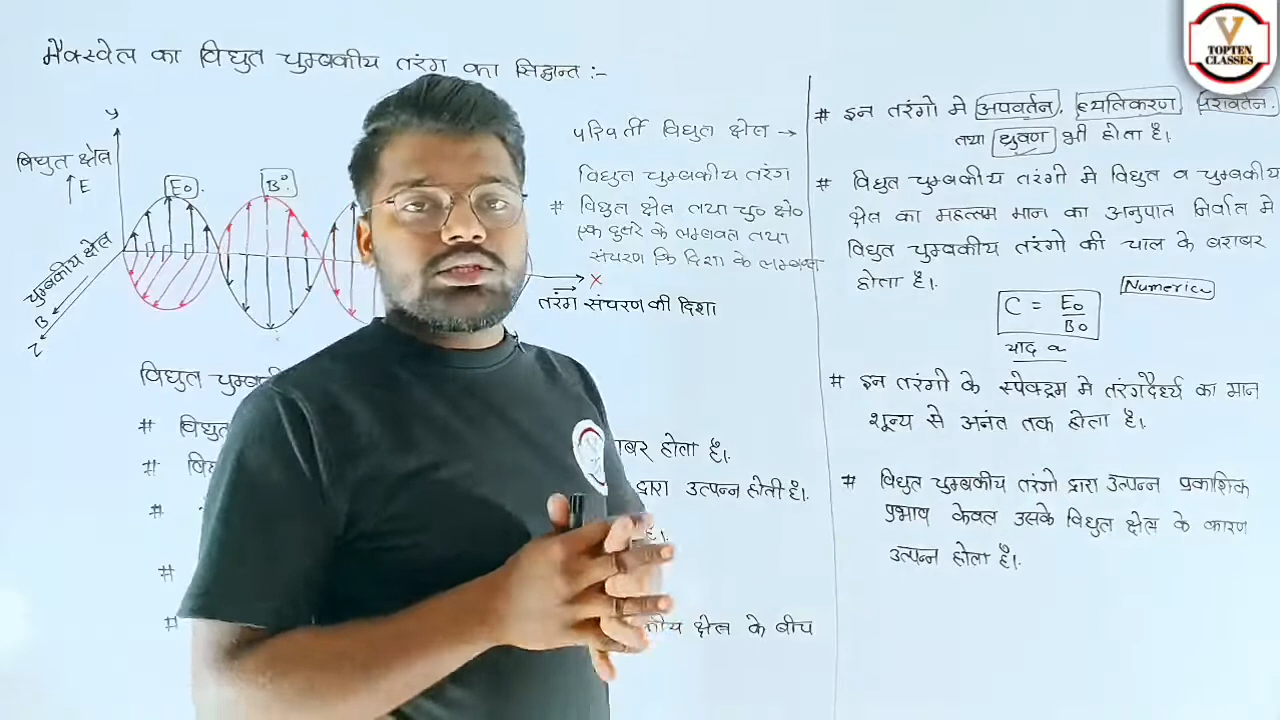 मैक्सवेल का विद्युत चुम्बकीय तरंग का सिद्धान्त :-
y
विद्युत क्षेत्र
↑ E
E₀.
B₀
चुम्बकीय क्षेत्र
B
Z
X
तरंग संचरण की दिशा
परिवर्ती विद्युत क्षेत्र →
विद्युत चुम्बकीय तरंग
# विद्युत क्षेत्र तथा चु० क्षे०
एक दुसरे के लम्बवत तथा
संचरण कि दिशा के लम्बवत
विद्युत
# विद्युत
बर होता है।
#
द्वारा उत्पन्न होती है।
#
है।
#
#
क्षेत्र के बीच
# इन तरंगो मे अपवर्तन, व्यतिकरण, परावर्तन,
तथा ध्रुवण भी होता है।
# विद्युत चुम्बकीय तरंगो मे विद्युत व चुम्बकीय
क्षेत्र का महत्तम मान का अनुपात निर्वात मे
विद्युत चुम्बकीय तरंगो की चाल के बराबर
होता है।
Numerical
C = E₀/B₀
याद
# इन तरंगो के स्पेक्ट्रम मे तरंगदैर्ध्य का मान
शून्य से अनंत तक होता है।
# विद्युत चुम्बकीय तरंगो द्वारा उत्पन्न प्रकाशिक
प्रभाव केवल उसके विद्युत क्षेत्र के कारण
उत्पन्न होता है।
V
TOPTEN
CLASSES